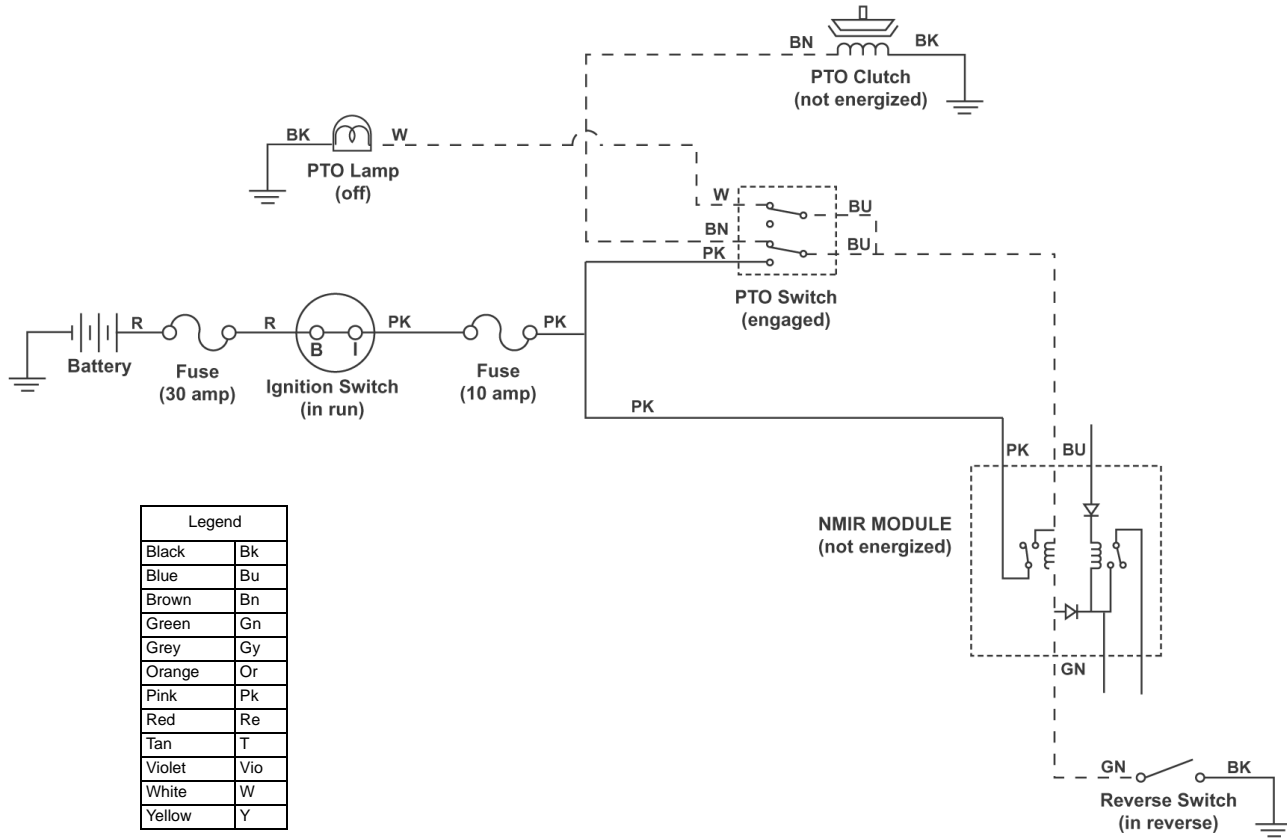 BN
BK
PTO Clutch
(not energized)
BK
W
PTO Lamp
(off)
W
BU
BN
BU
PK
PTO Switch
(engaged)
R
R
PK
PK
B
I
Battery
Fuse
(30 amp)
Ignition Switch
(in run)
Fuse
(10 amp)
PK
PK
BU
NMIR MODULE
(not energized)
GN
GN
BK
Reverse Switch
(in reverse)
Legend
Black Bk
Blue Bu
Brown Bn
Green Gn
Grey Gy
Orange Or
Pink Pk
Red Re
Tan T
Violet Vio
White W
Yellow Y